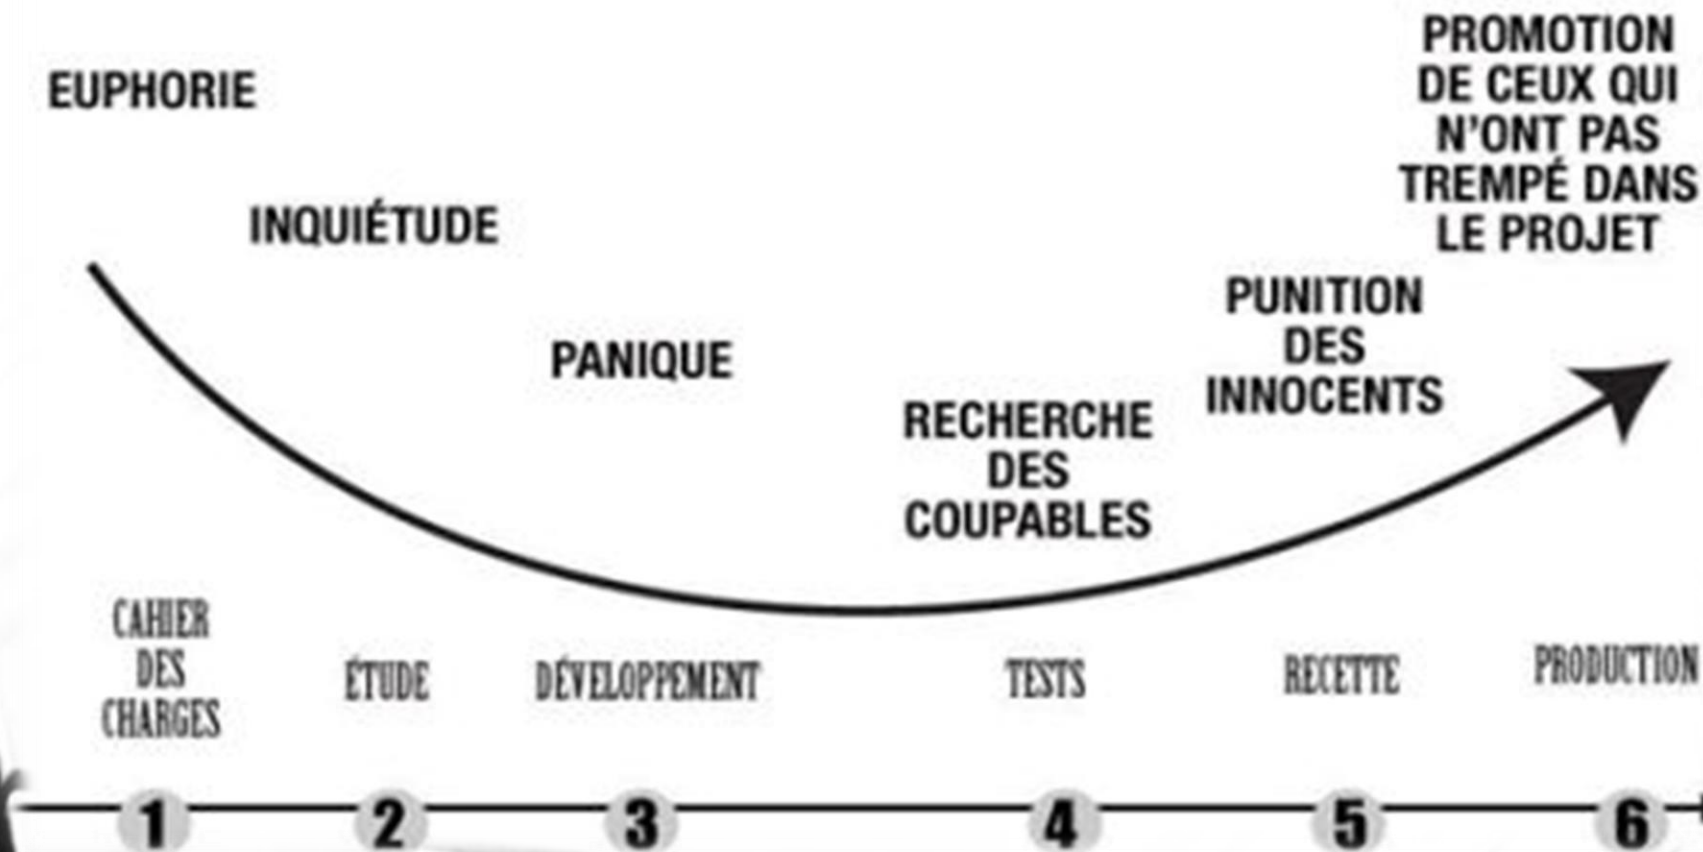 EUPHORIE
INQUIÉTUDE
PANIQUE
RECHERCHE
DES
COUPABLES
PUNITION
DES
INNOCENTS
PROMOTION
DE CEUX QUI
N'ONT PAS
TREMPÉ DANS
LE PROJET
CAHIER
DES
CHARGES
ÉTUDE
DÉVELOPPEMENT
TESTS
RECETTE
PRODUCTION
1
2
3
4
5
6